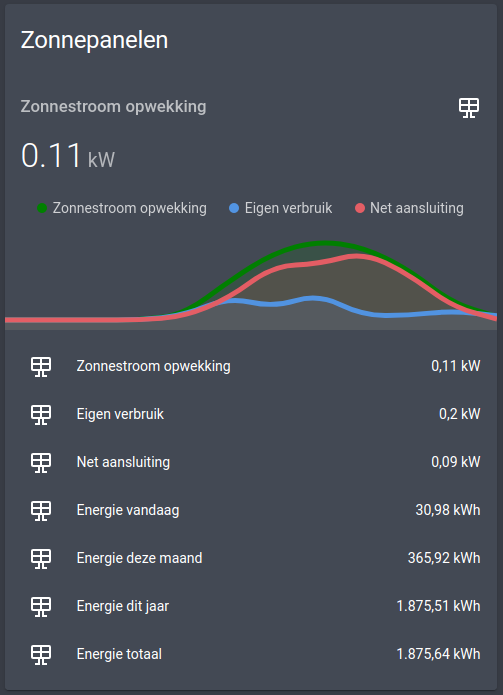 Zonnepanelen
Zonnestroom opwekking
0.11 kW
Zonnestroom opwekking Eigen verbruik Net aansluiting
Zonnestroom opwekking 0,11 kW
Eigen verbruik 0,2 kW
Net aansluiting 0,09 kW
Energie vandaag 30,98 kWh
Energie deze maand 365,92 kWh
Energie dit jaar 1.875,51 kWh
Energie totaal 1.875,64 kWh